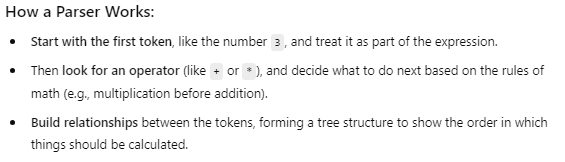 How a Parser Works:
• Start with the first token, like the number 3, and treat it as part of the expression.
• Then look for an operator (like + or *), and decide what to do next based on the rules of
math (e.g., multiplication before addition).
• Build relationships between the tokens, forming a tree structure to show the order in which
things should be calculated.